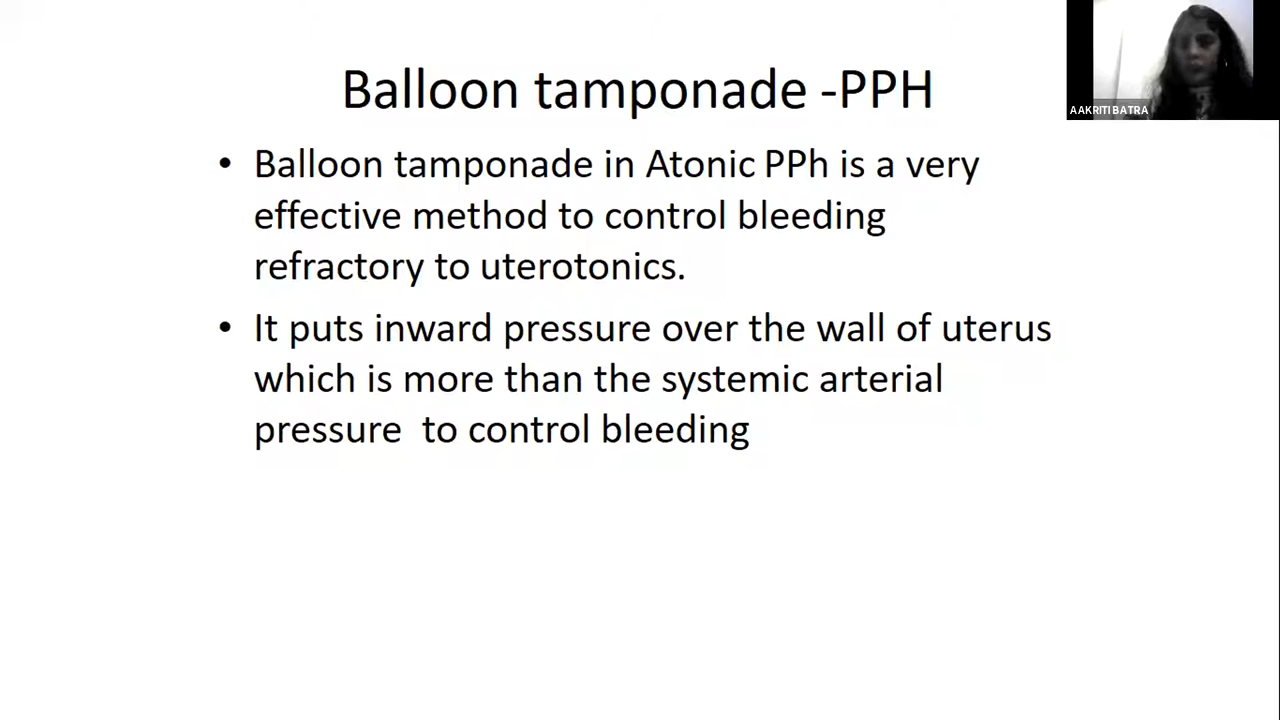 Balloon tamponade -PPH
AAKRITI BATRA
• Balloon tamponade in Atonic PPh is a very
effective method to control bleeding
refractory to uterotonics.
• It puts inward pressure over the wall of uterus
which is more than the systemic arterial
pressure  to control bleeding